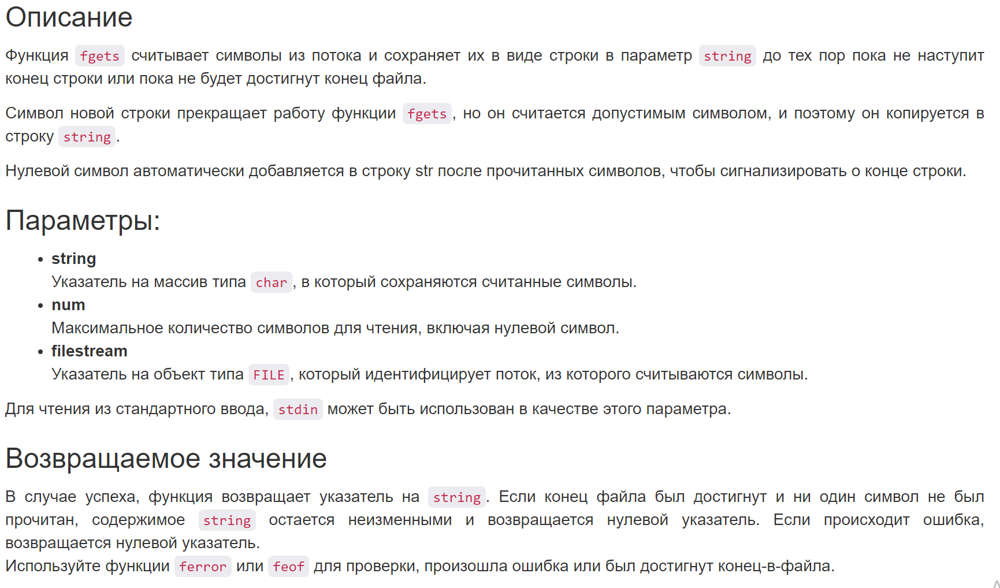 Описание
Функция fgets считывает символы из потока и сохраняет их в виде строки в параметр string до тех пор пока не наступит
конец строки или пока не будет достигнут конец файла.
Символ новой строки прекращает работу функции fgets, но он считается допустимым символом, и поэтому он копируется в
строку string.
Нулевой символ автоматически добавляется в строку str после прочитанных символов, чтобы сигнализировать о конце строки.
Параметры:
• string
Указатель на массив типа char, в который сохраняются считанные символы.
• num
Максимальное количество символов для чтения, включая нулевой символ.
• filestream
Указатель на объект типа FILE, который идентифицирует поток, из которого считываются символы.
Для чтения из стандартного ввода, stdin может быть использован в качестве этого параметра.
Возвращаемое значение
В случае успеха, функция возвращает указатель на string. Если конец файла был достигнут и ни один символ не был
прочитан, содержимое string остается неизменными и возвращается нулевой указатель. Если происходит ошибка,
возвращается нулевой указатель.
Используйте функции ferror или feof для проверки, произошла ошибка или был достигнут конец-в-файла.